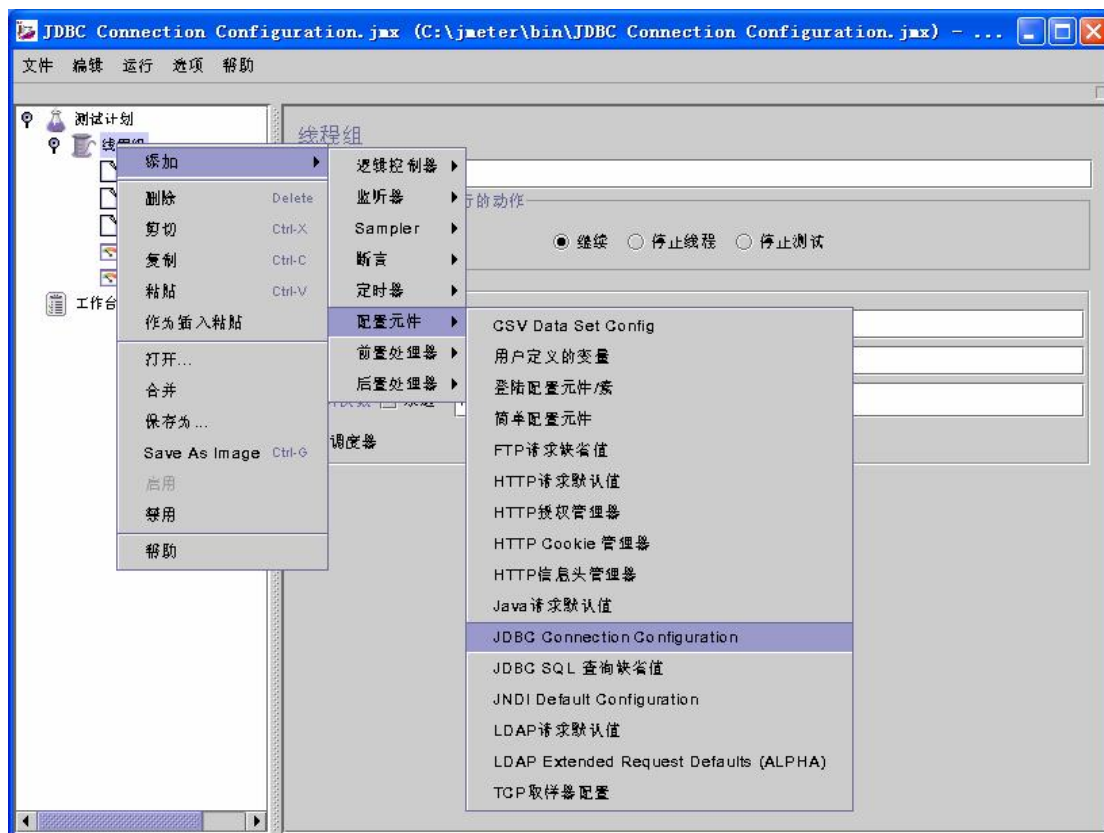 JDBC Connection Configuration.jmx (C:\jmeter\bin\JDBC Connection Configuration.jmx) - ...
文件 编辑 运行 选项 帮助
测试计划
线程组
工作台
添加
删除 Delete
剪切 Ctrl-X
复制 Ctrl-C
粘贴 Ctrl-V
作为插入粘贴
打开...
合并
保存为...
Save As Image Ctrl-G
启用
禁用
帮助
逻辑控制器
监听器
Sampler
断言
定时器
配置元件
前置处理器
后置处理器
线程组
行的动作
继续 停止线程 停止测试
调度器
CSV Data Set Config
用户定义的变量
登陆配置元件/素
简单配置元件
FTP请求缺省值
HTTP请求默认值
HTTP授权管理器
HTTP Cookie 管理器
HTTP信息头管理器
Java请求默认值
JDBC Connection Configuration
JDBC SQL 查询缺省值
JNDI Default Configuration
LDAP请求默认值
LDAP Extended Request Defaults (ALPHA)
TCP取样器配置